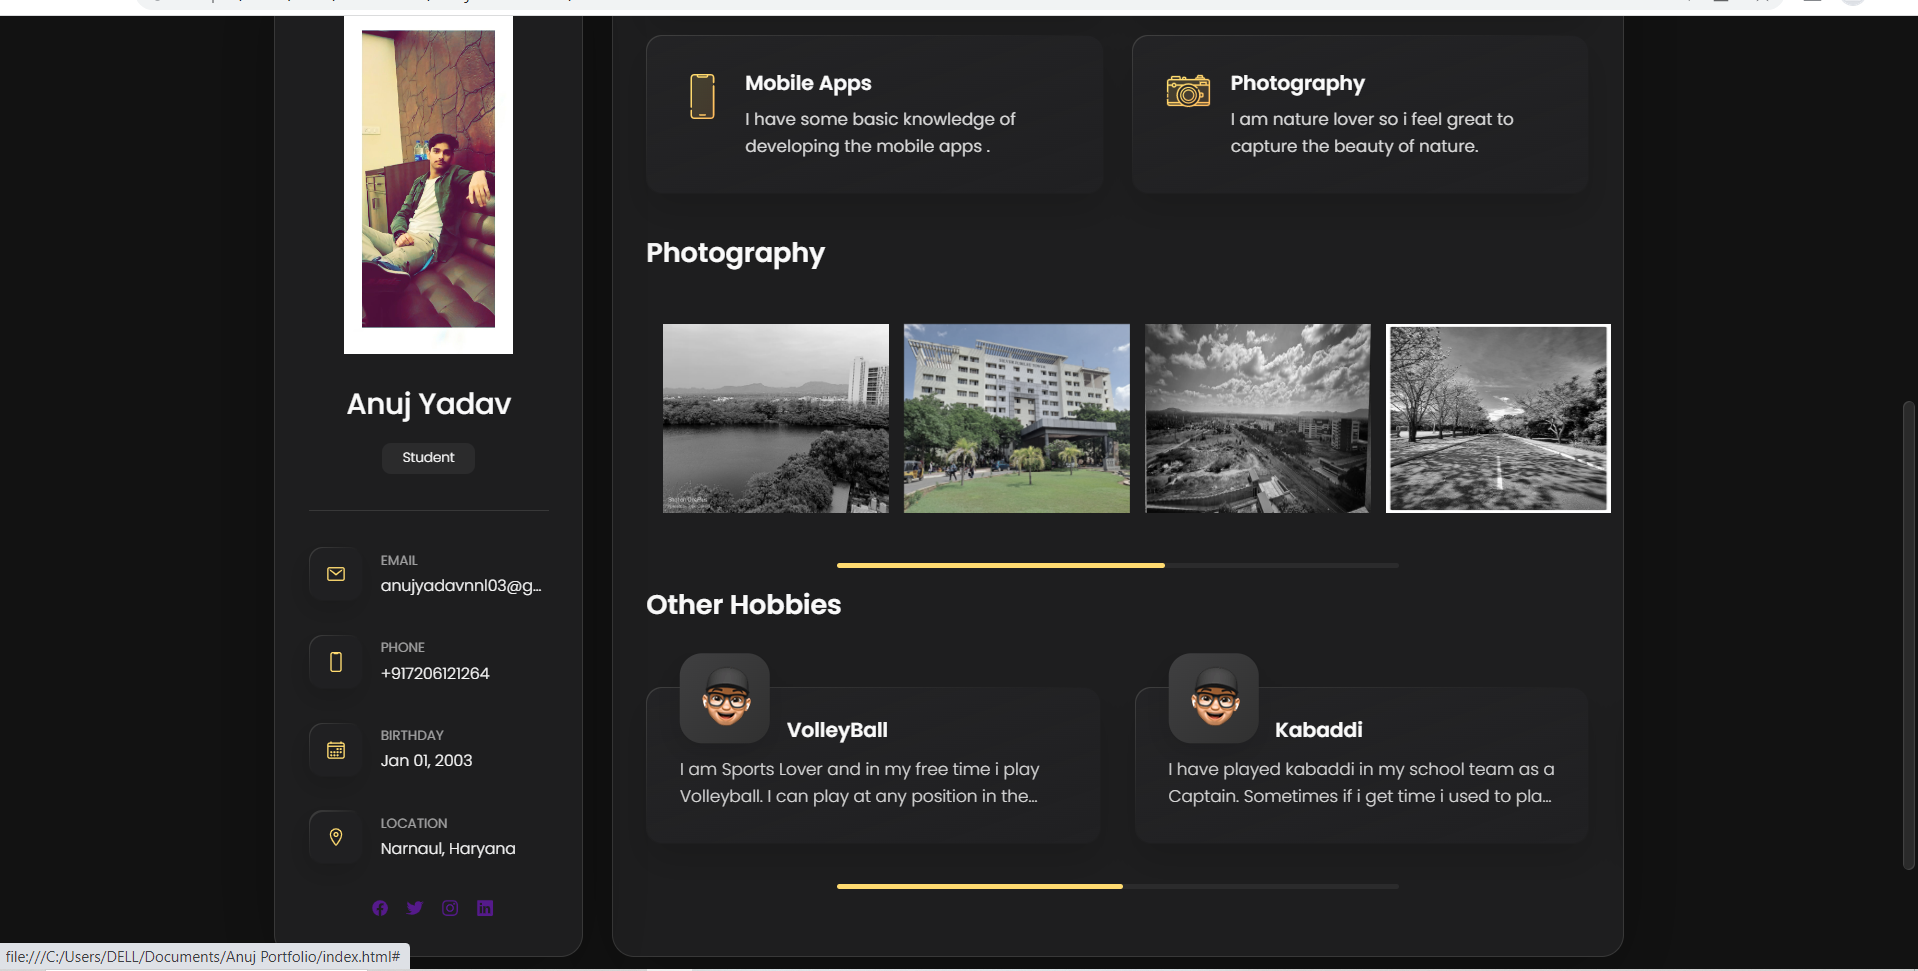 Anuj Yadav
Student
EMAIL
anujyadavnnl03@g...
PHONE
+917206121264
BIRTHDAY
Jan 01, 2003
LOCATION
Narnaul, Haryana
Mobile Apps
I have some basic knowledge of
developing the mobile apps .
Photography
I am nature lover so i feel great to
capture the beauty of nature.
Photography
Other Hobbies
VolleyBall
I am Sports Lover and in my free time i play
Volleyball. I can play at any position in the...
Kabaddi
I have played kabaddi in my school team as a
Captain. Sometimes if i get time i used to pla...
file:///C:/Users/DELL/Documents/Anuj Portfolio/index.html#